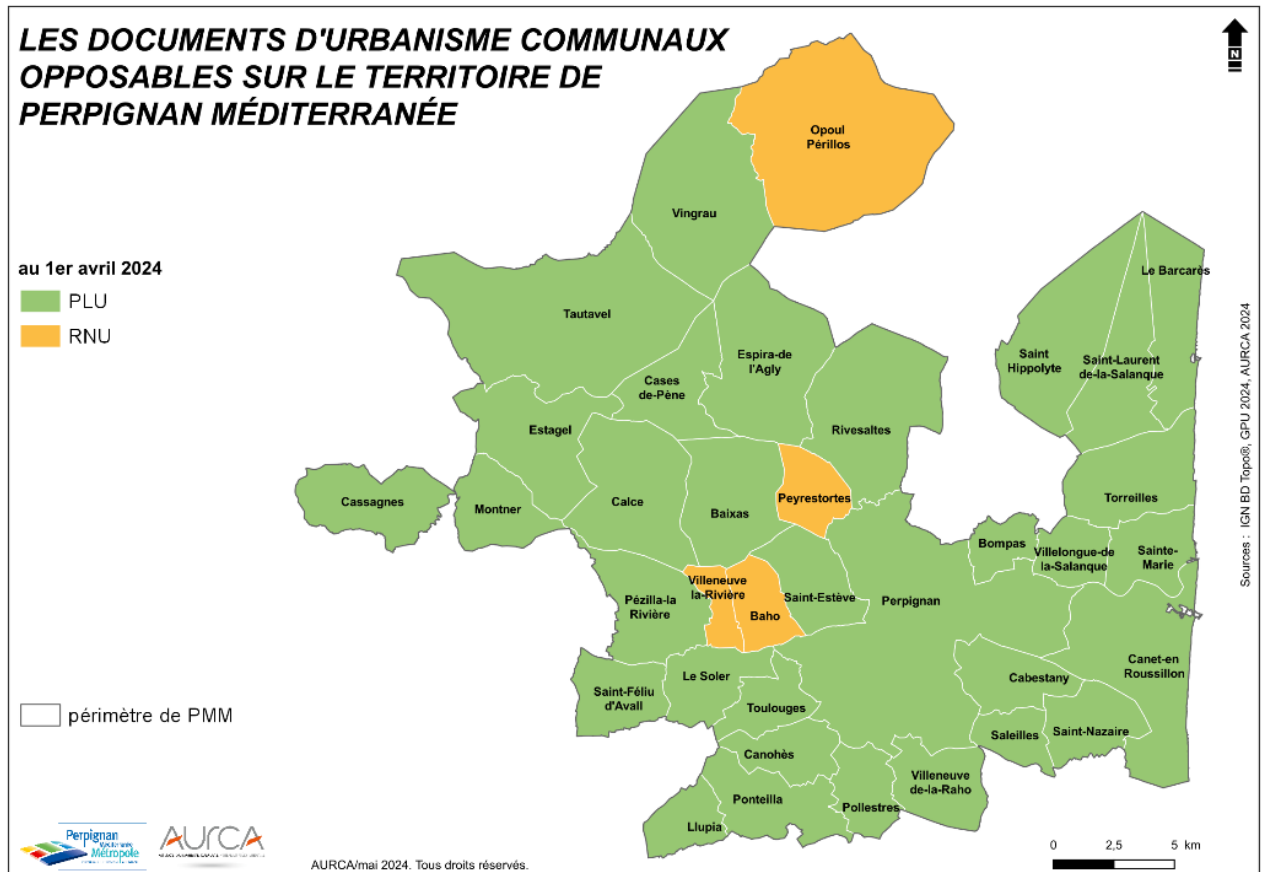 LES DOCUMENTS D'URBANISME COMMUNAUX
OPPOSABLES SUR LE TERRITOIRE DE
PERPIGNAN MÉDITERRANÉE
N
au 1er avril 2024
PLU
RNU
périmètre de PMM
Opoul
Périllos
Vingrau
Le Barcarès
Tautavel
Espira-de
l'Agly
Saint
Hippolyte
Saint-Laurent
de-la-Salanque
Cases
de-Pène
Estagel
Rivesaltes
Cassagnes
Montner
Calce
Baixas
Peyrestortes
Torreilles
Bompas
Villelongue-de
la-Salanque
Sainte-
Marie
Pézilla-la
Rivière
Villeneuve
la-Rivière
Baho
Saint-Estève
Perpignan
Canet-en
Roussillon
Saint-Féliu
d'Avall
Le Soler
Toulouges
Cabestany
Saleilles
Saint-Nazaire
Canohès
Ponteilla
Pollestres
Villeneuve
de-la-Raho
Llupia
Sources : IGN BD Topo®, GPU 2024, AURCA 2024
Perpignan
Méditerranée
Métropole
AURCA
AURCA/mai 2024. Tous droits réservés.
0 2,5 5 km